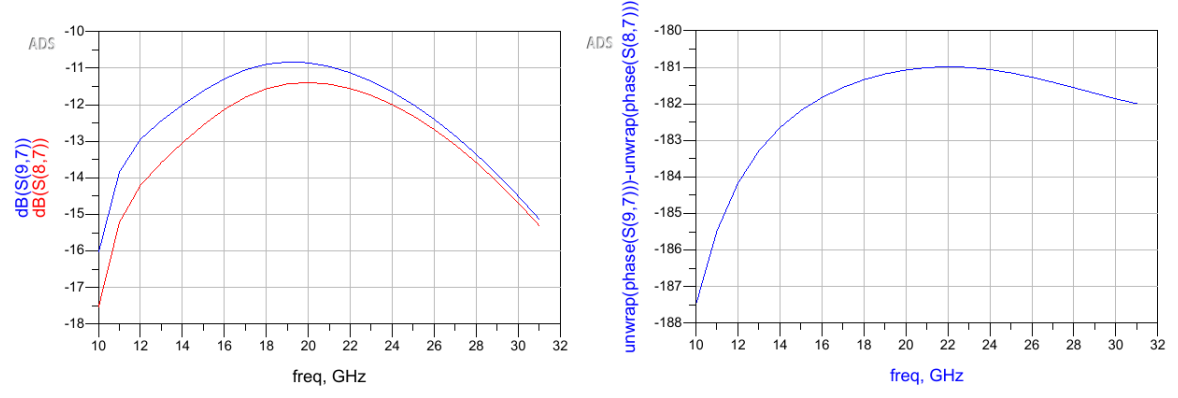 ADS
dB(S(9,7))
dB(S(8,7))
-10
-11
-12
-13
-14
-15
-16
-17
-18
10 12 14 16 18 20 22 24 26 28 30 32
freq, GHz
ADS
unwrap(phase(S(9,7)))-unwrap(phase(S(8,7)))
-180
-181
-182
-183
-184
-185
-186
-187
-188
10 12 14 16 18 20 22 24 26 28 30 32
freq, GHz